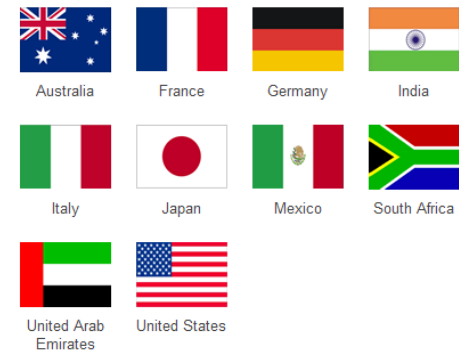 Australia
France
Germany
India
Italy
Japan
Mexico
South Africa
United Arab
Emirates
United States